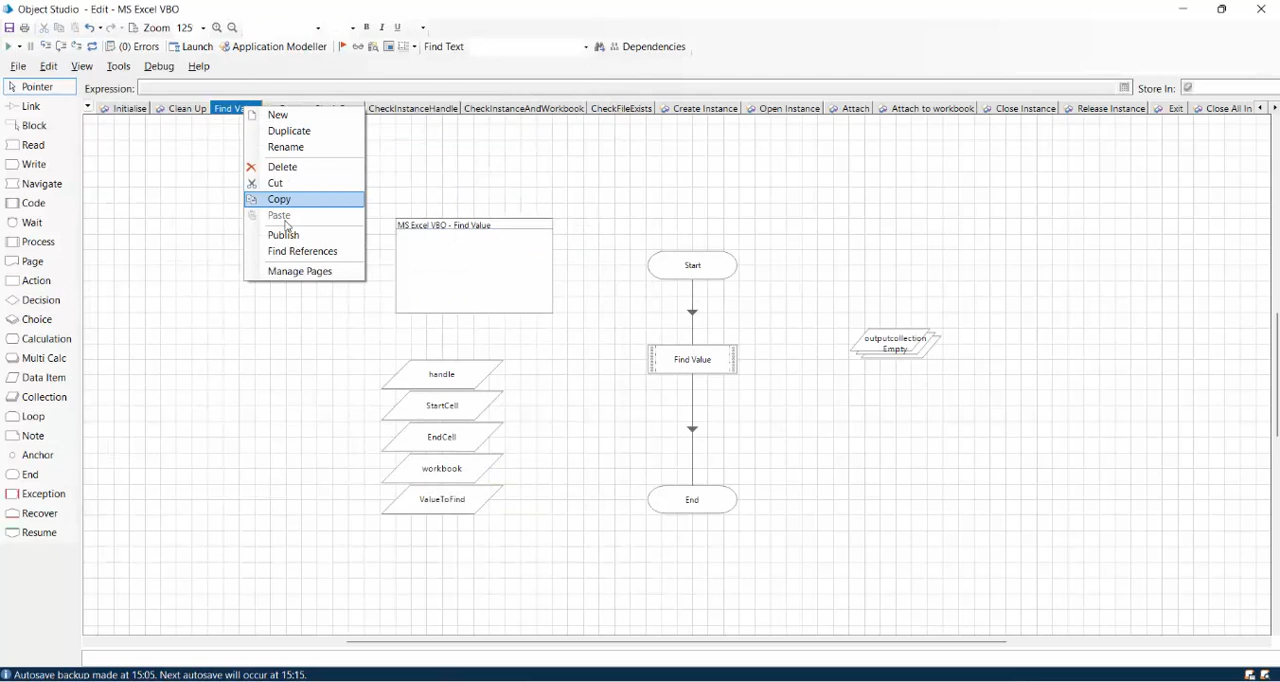 Object Studio - Edit - MS Excel VBO
Zoom 125 B I U
(0) Errors Launch Application Modeller Find Text Dependencies
File Edit View Tools Debug Help
Pointer Expression: Store In:
Initialise Clean Up Find Va CheckInstanceHandle CheckInstanceAndWorkbook CheckFileExists Create Instance Open Instance Attach Attach to workbook Close Instance Release Instance Exit Close All In
Link
Block
Read
Write
Navigate
Code
Wait
Process
Page
Action
Decision
Choice
Calculation
Multi Calc
Data Item
Collection
Loop
Note
Anchor
End
Exception
Recover
Resume
New
Duplicate
Rename
Delete
Cut
Copy
Paste
Publish
Find References
Manage Pages
MS Excel VBO - Find Value
handle
StartCell
EndCell
workbook
ValueToFind
Start
Find Value
End
outputcollection
Empty
Autosave backup made at 15:05. Next autosave will occur at 15:15.